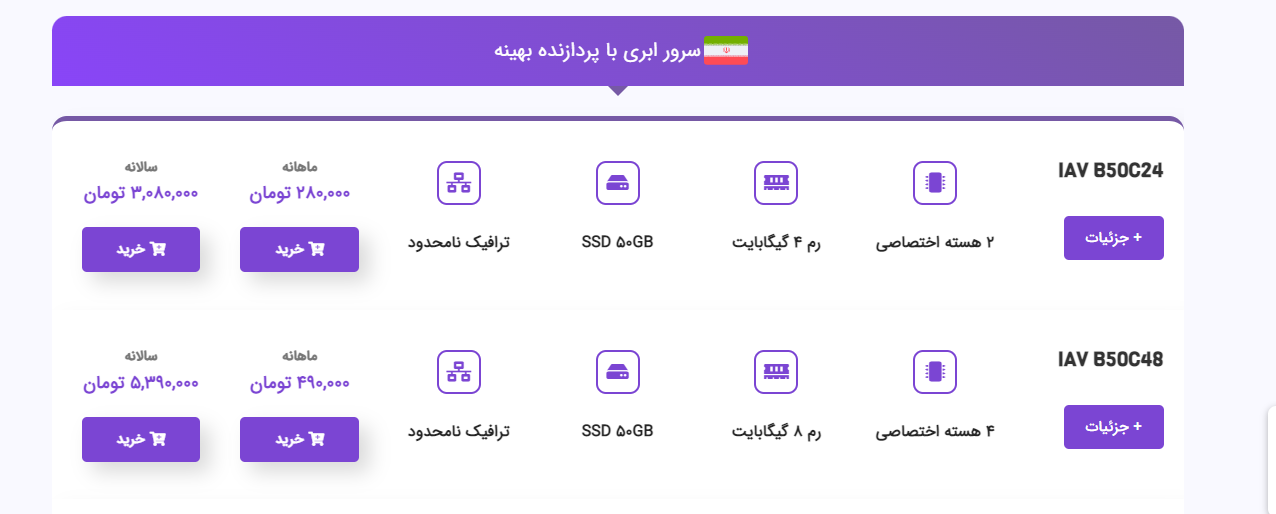 سرور ابری با پردازنده بهینه
IAV B50C24
+ جزئیات
۲ هسته اختصاصی
رم ۴ گیگابایت
SSD ۵۰GB
ترافیک نامحدود
ماهانه
۲۸۰,۰۰۰ تومان
خرید
سالانه
۳,۰۸۰,۰۰۰ تومان
خرید
IAV B50C48
+ جزئیات
۴ هسته اختصاصی
رم ۸ گیگابایت
SSD ۵۰GB
ترافیک نامحدود
ماهانه
۴۹۰,۰۰۰ تومان
خرید
سالانه
۵,۳۹۰,۰۰۰ تومان
خرید